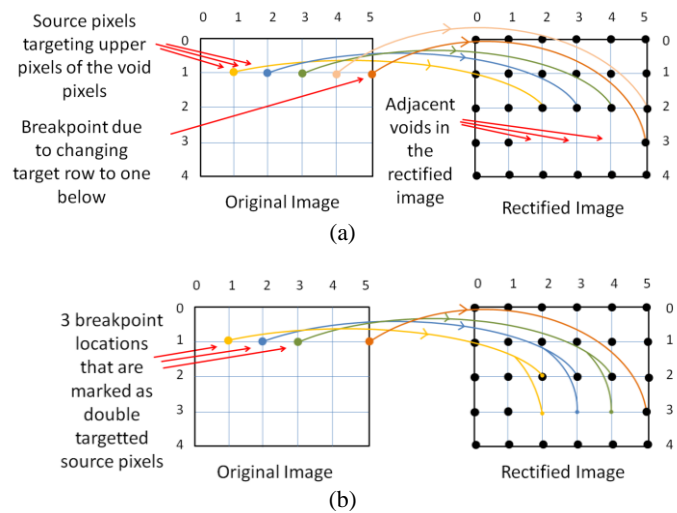 Source pixels
targeting upper
pixels of the void
pixels
Breakpoint due
to changing
target row to one
below
0 1 2 3 4 5
0
1
2
3
4
Original Image
Adjacent
voids in
the
rectified
image
0 1 2 3 4 5
0
1
2
3
4
Rectified Image
(a)
3 breakpoint
locations
that are
marked as
double
targetted
source pixels
0 1 2 3 4 5
0
1
2
3
4
Original Image
0 1 2 3 4 5
0
1
2
3
4
Rectified Image
(b)